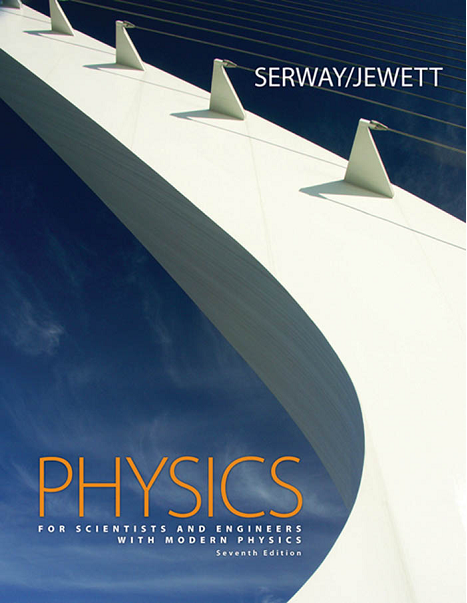 SERWAY/JEWETT
PHYSICS
FOR SCIENTISTS AND ENGINEERS
WITH MODERN PHYSICS
Seventh Edition